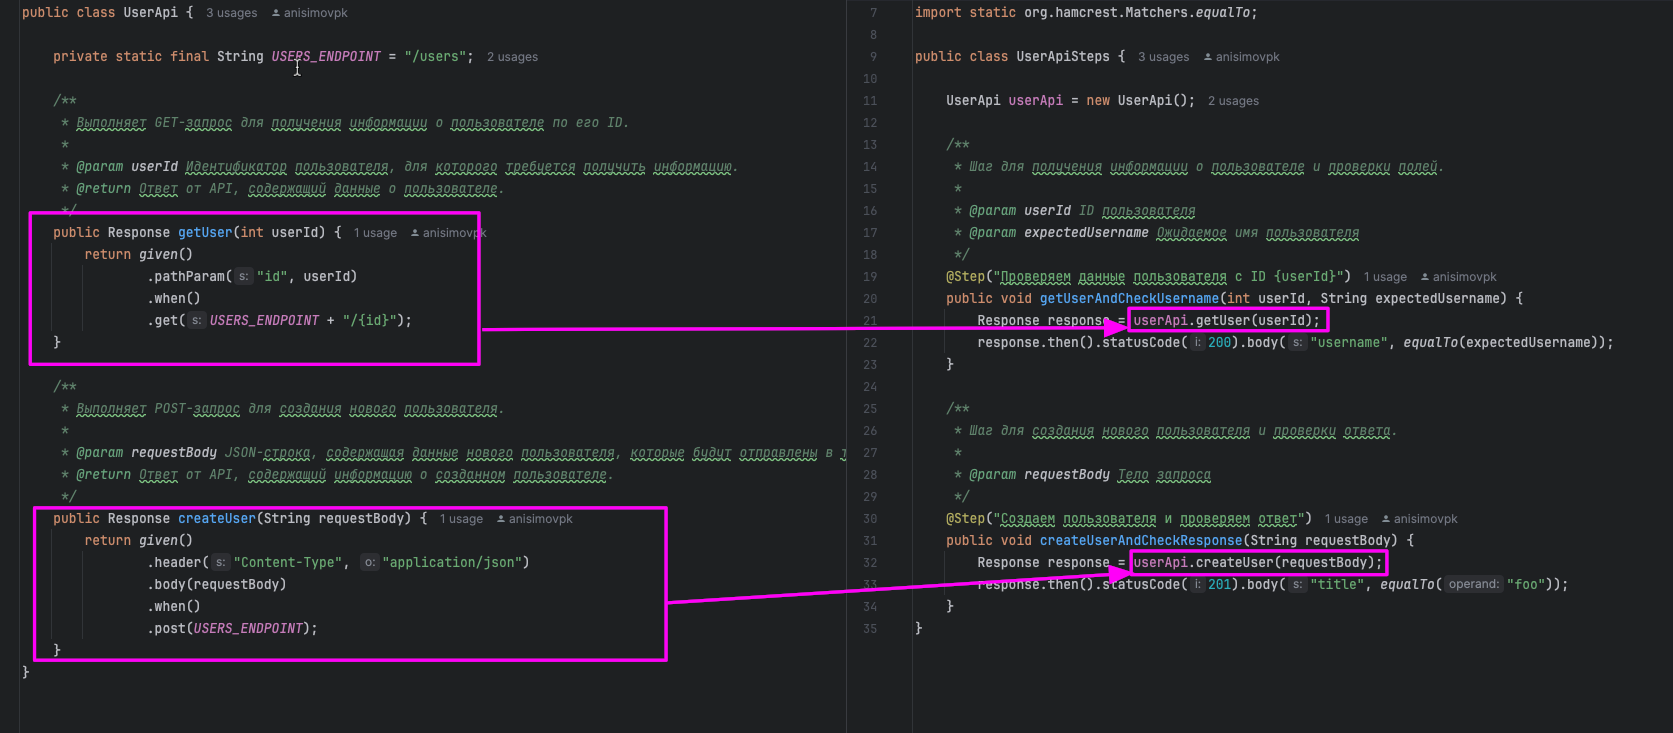 public class UserApi { 3 usages anisimovpk
private static final String USERS_ENDPOINT = "/users"; 2 usages
/**
* Выполняет GET-запрос для получения информации о пользователе по его ID.
*
* @param userId Идентификатор пользователя, для которого требуется получить информацию.
* @return Ответ от API, содержащий данные о пользователе.
*/
public Response getUser(int userId) { 1 usage anisimovpk
return given()
.pathParam( s: "id", userId)
.when()
.get( s: USERS_ENDPOINT + "/{id}");
}
/**
* Выполняет POST-запрос для создания нового пользователя.
*
* @param requestBody JSON-строка, содержащая данные нового пользователя, которые будут отправлены в т
* @return Ответ от API, содержащий информацию о созданном пользователе.
*/
public Response createUser(String requestBody) { 1 usage anisimovpk
return given()
.header( s: "Content-Type", o: "application/json")
.body(requestBody)
.when()
.post(USERS_ENDPOINT);
}
}
7 import static org.hamcrest.Matchers.equalTo;
8
9 public class UserApiSteps { 3 usages anisimovpk
10
11 UserApi userApi = new UserApi(); 2 usages
12
13 /**
14 * Шаг для получения информации о пользователе и проверки полей.
15 *
16 * @param userId ID пользователя
17 * @param expectedUsername Ожидаемое имя пользователя
18 */
19 @Step("Проверяем данные пользователя с ID {userId}") 1 usage anisimovpk
20 public void getUserAndCheckUsername(int userId, String expectedUsername) {
21 Response response = userApi.getUser(userId);
22 response.then().statusCode( i: 200).body( s: "username", equalTo(expectedUsername));
23 }
24
25 /**
26 * Шаг для создания нового пользователя и проверки ответа.
27 *
28 * @param requestBody Тело запроса
29 */
30 @Step("Создаем пользователя и проверяем ответ") 1 usage anisimovpk
31 public void createUserAndCheckResponse(String requestBody) {
32 Response response = userApi.createUser(requestBody);
33 response.then().statusCode( i: 201).body( s: "title", equalTo( operand: "foo"));
34 }
35 }